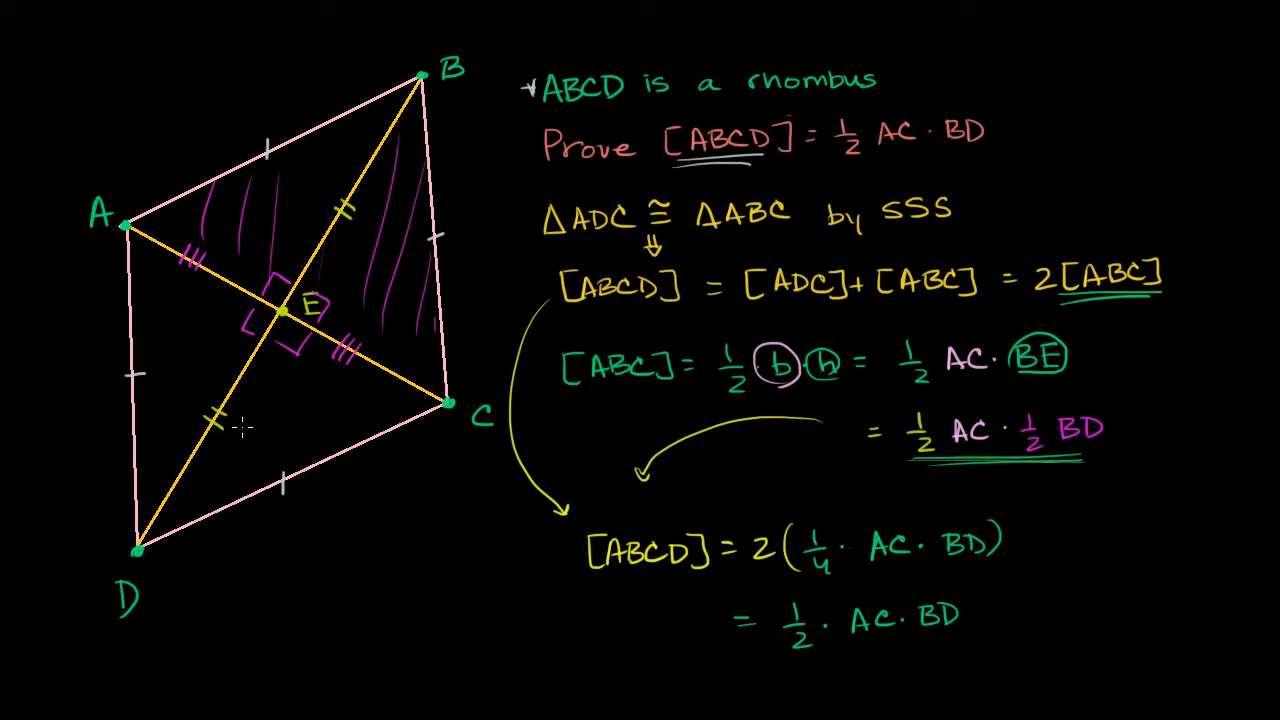 B
A
E
C
D
ABCD is a rhombus
Prove [ABCD] = 1/2 AC · BD
ΔADC ≅ ΔABC by SSS
⇓
[ABCD] = [ADC] + [ABC] = 2[ABC]
[ABC] = 1/2 · b · h = 1/2 AC · BE
= 1/2 AC · 1/2 BD
[ABCD] = 2(1/4 · AC · BD)
= 1/2 · AC · BD